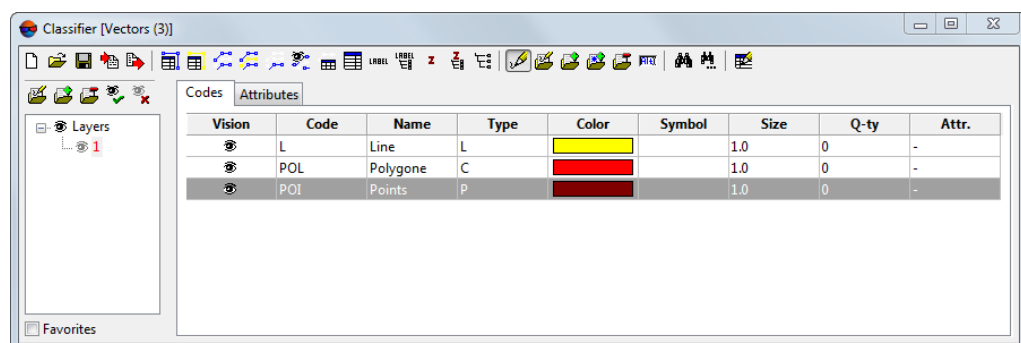 Classifier [Vectors (3)]
LABEL LABEL z z
Codes Attributes
Layers
1
Vision Code Name Type Color Symbol Size Q-ty Attr.
L Line L 1.0 0 -
POL Polygone C 1.0 0 -
POI Points P 1.0 0 -
Favorites